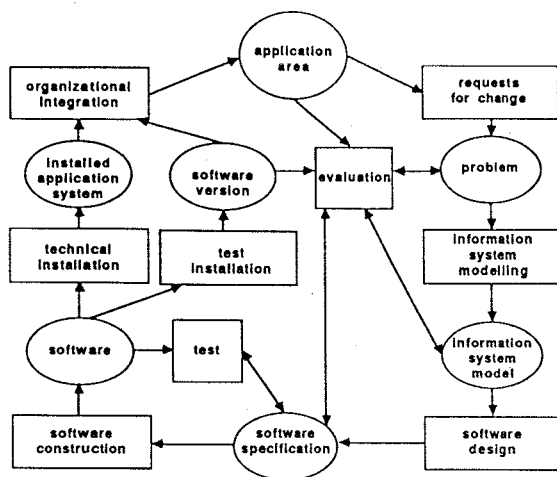 application
area
organizational
integration
requests
for change
installed
application
system
software
version
evaluation
problem
technical
installation
test
installation
information
system
modelling
software
test
information
system
model
software
construction
software
specification
software
design